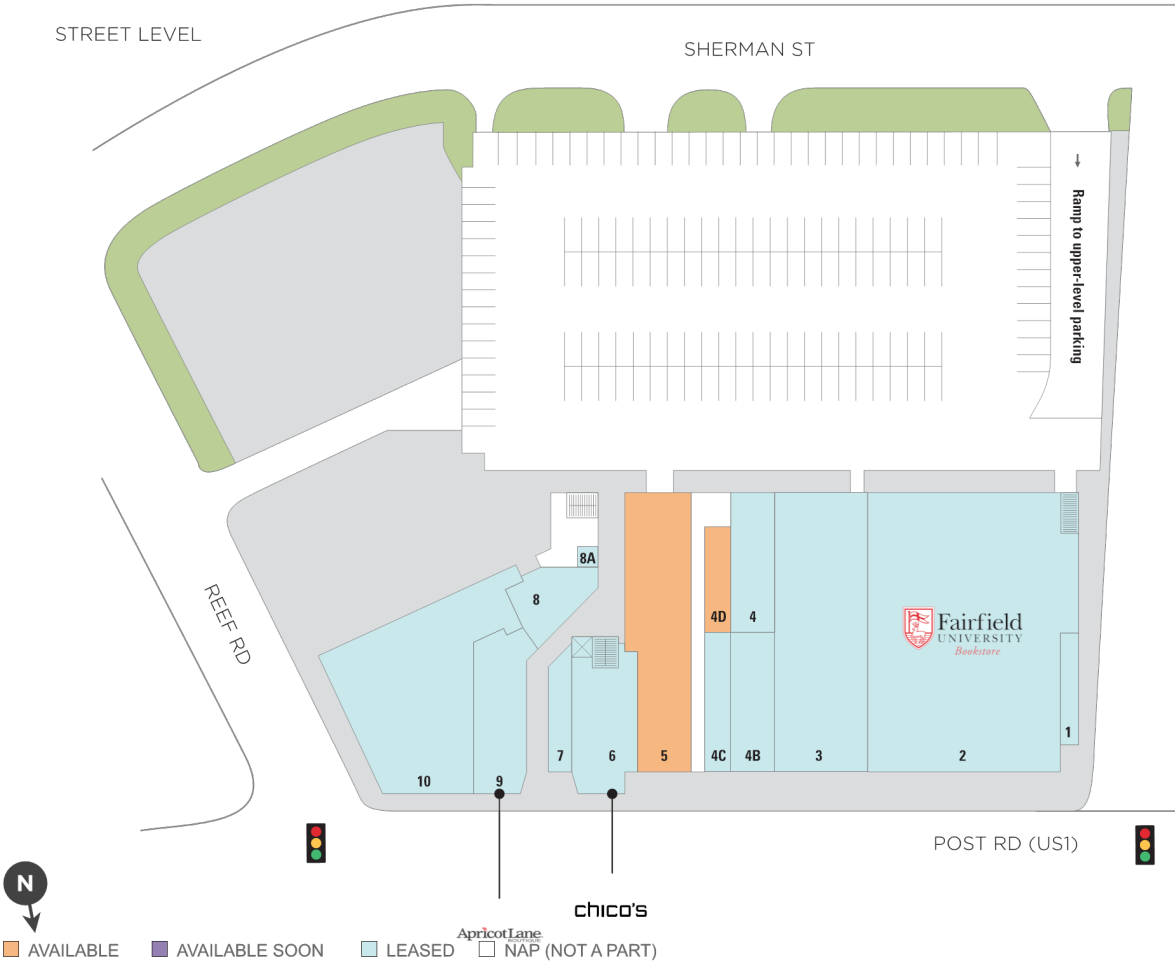 STREET LEVEL
SHERMAN ST
Ramp to upper-level parking
8A
8
4D
4
Fairfield
UNIVERSITY
Bookstore
REEF RD
1
7
6
5
4C
4B
3
2
10
9
POST RD (US1)
N
chico's
ApricotLane
BOUTIQUE
AVAILABLE
AVAILABLE SOON
LEASED
NAP (NOT A PART)